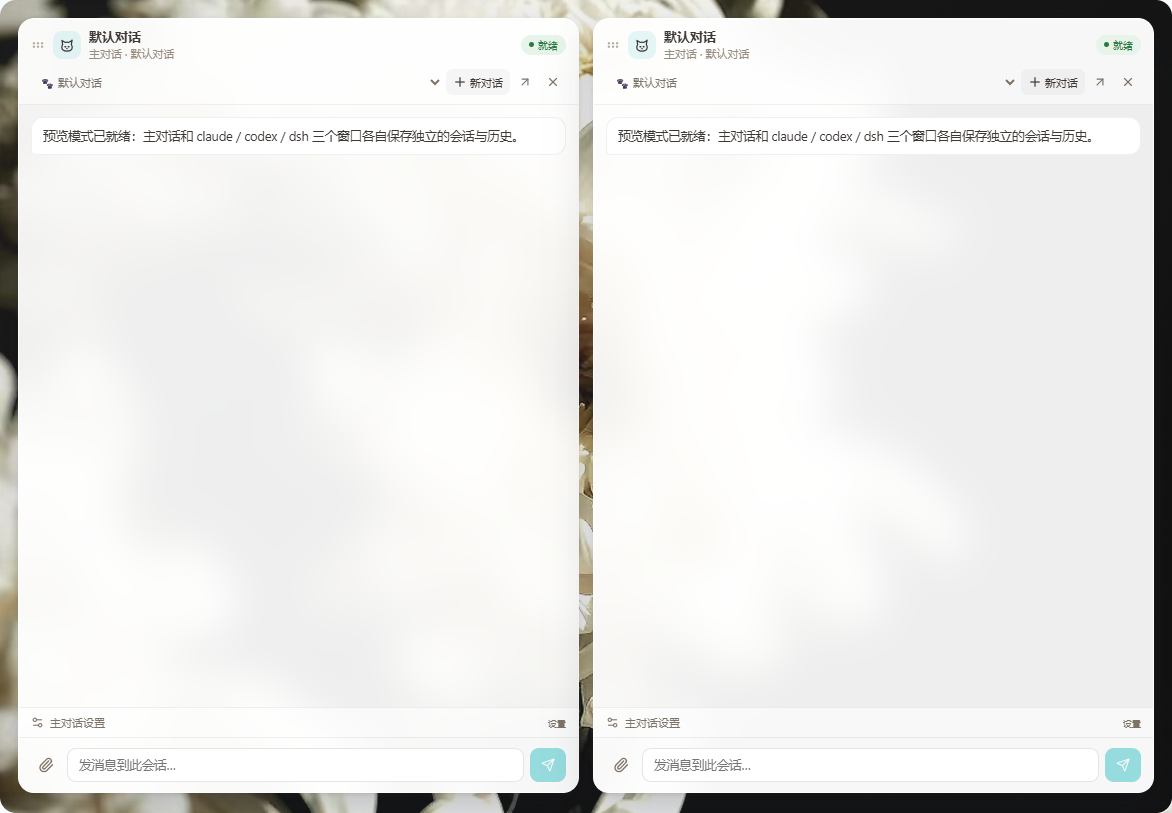 默认对话
主对话 · 默认对话
就绪
默认对话
新对话
预览模式已就绪：主对话和 claude / codex / dsh 三个窗口各自保存独立的会话与历史。
主对话设置
设置
发消息到此会话...
默认对话
主对话 · 默认对话
就绪
默认对话
新对话
预览模式已就绪：主对话和 claude / codex / dsh 三个窗口各自保存独立的会话与历史。
主对话设置
设置
发消息到此会话...